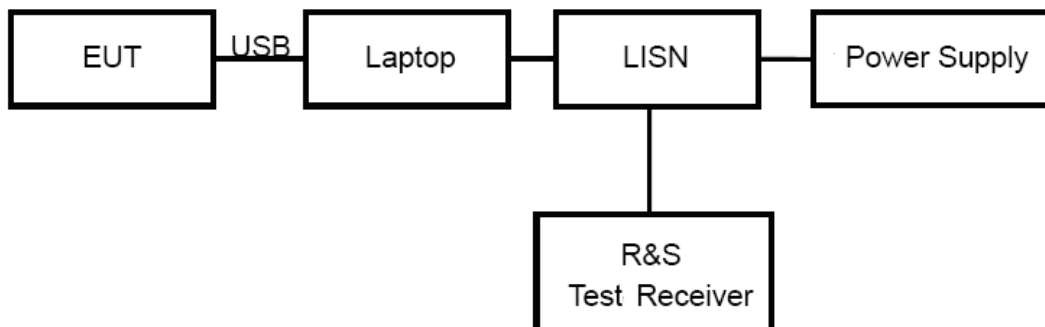 EUT
USB
Laptop
LISN
Power Supply
R&S
Test Receiver